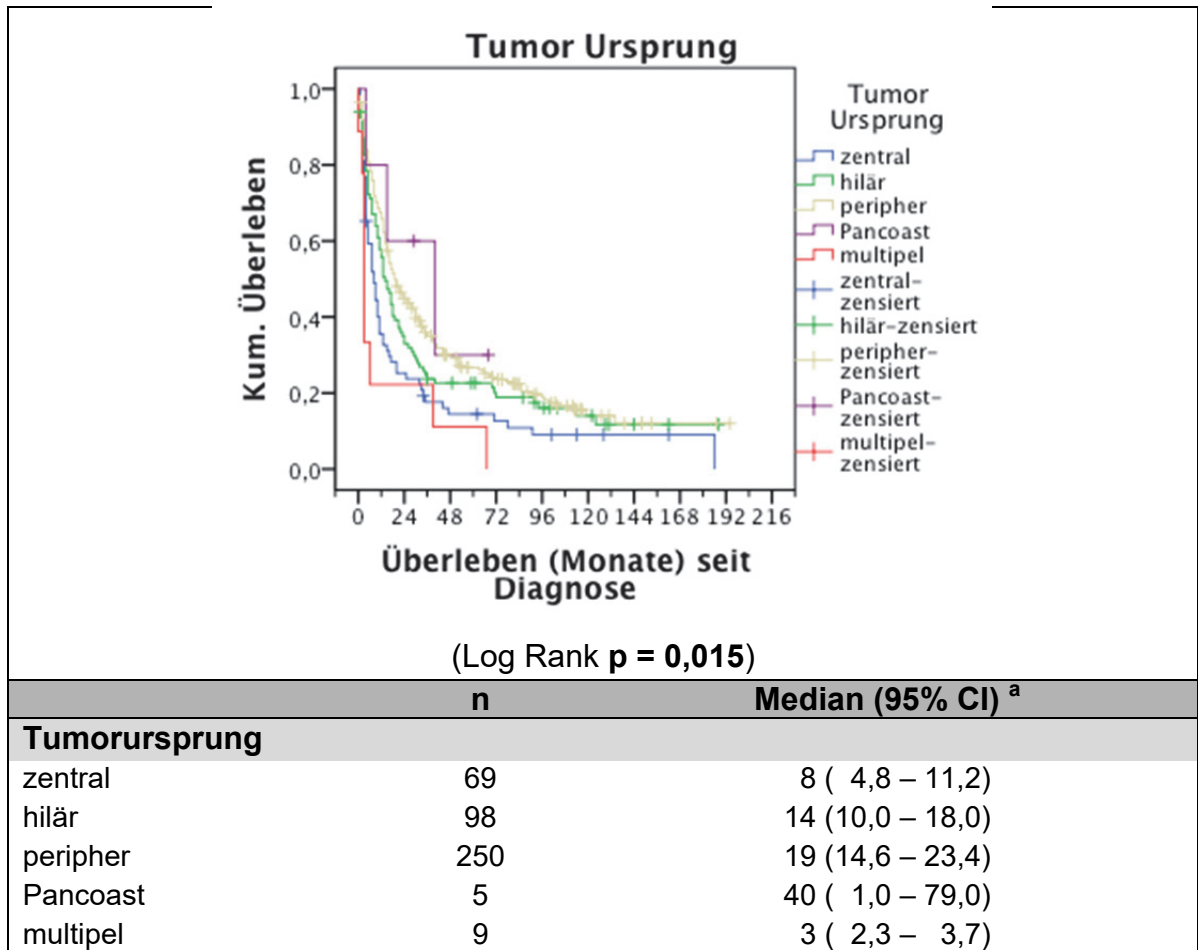 Tumor Ursprung
Kum. Überleben
1,0
0,8
0,6
0,4
0,2
0,0
0 24 48 72 96 120 144 168 192 216
Überleben (Monate) seit
Diagnose
Tumor
Ursprung
zentral
hilär
peripher
Pancoast
multipel
zentral-
zensiert
hilär-zensiert
peripher-
zensiert
Pancoast-
zensiert
multipel-
zensiert
(Log Rank p = 0,015)
n Median (95% CI) a
Tumorursprung
zentral 69 8 ( 4,8 – 11,2)
hilär 98 14 (10,0 – 18,0)
peripher 250 19 (14,6 – 23,4)
Pancoast 5 40 ( 1,0 – 79,0)
multipel 9 3 ( 2,3 – 3,7)